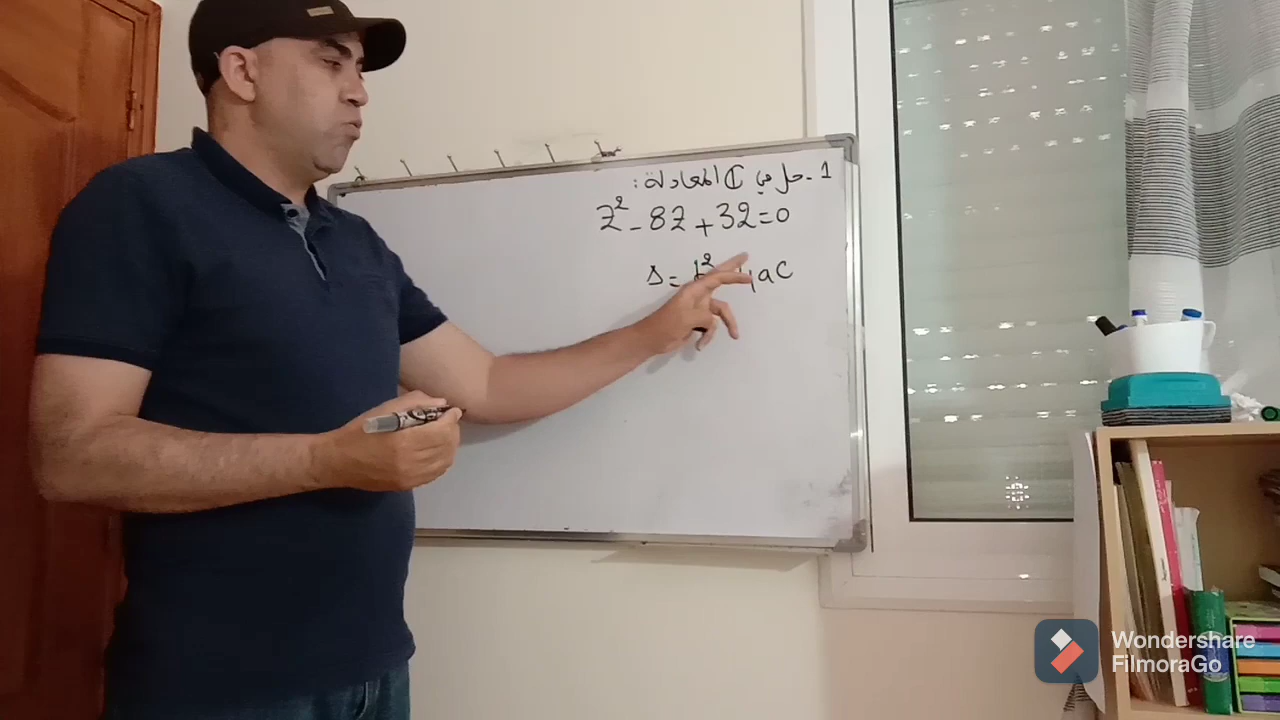 1 - حل في ℂ المعادلة :
Z² - 8Z + 32 = 0
Δ = b² - 4ac
Wondershare
FilmoraGo